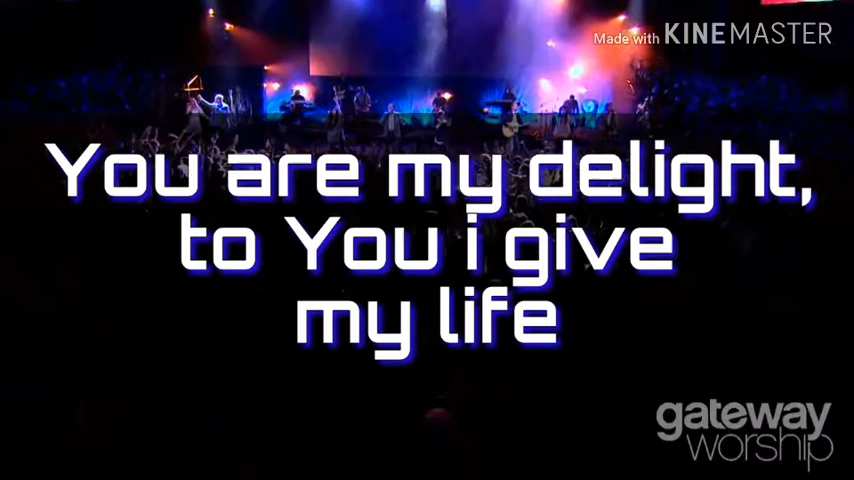 Made with KINEMASTER
You are my delight,
to You i give
my life
gateway
worship